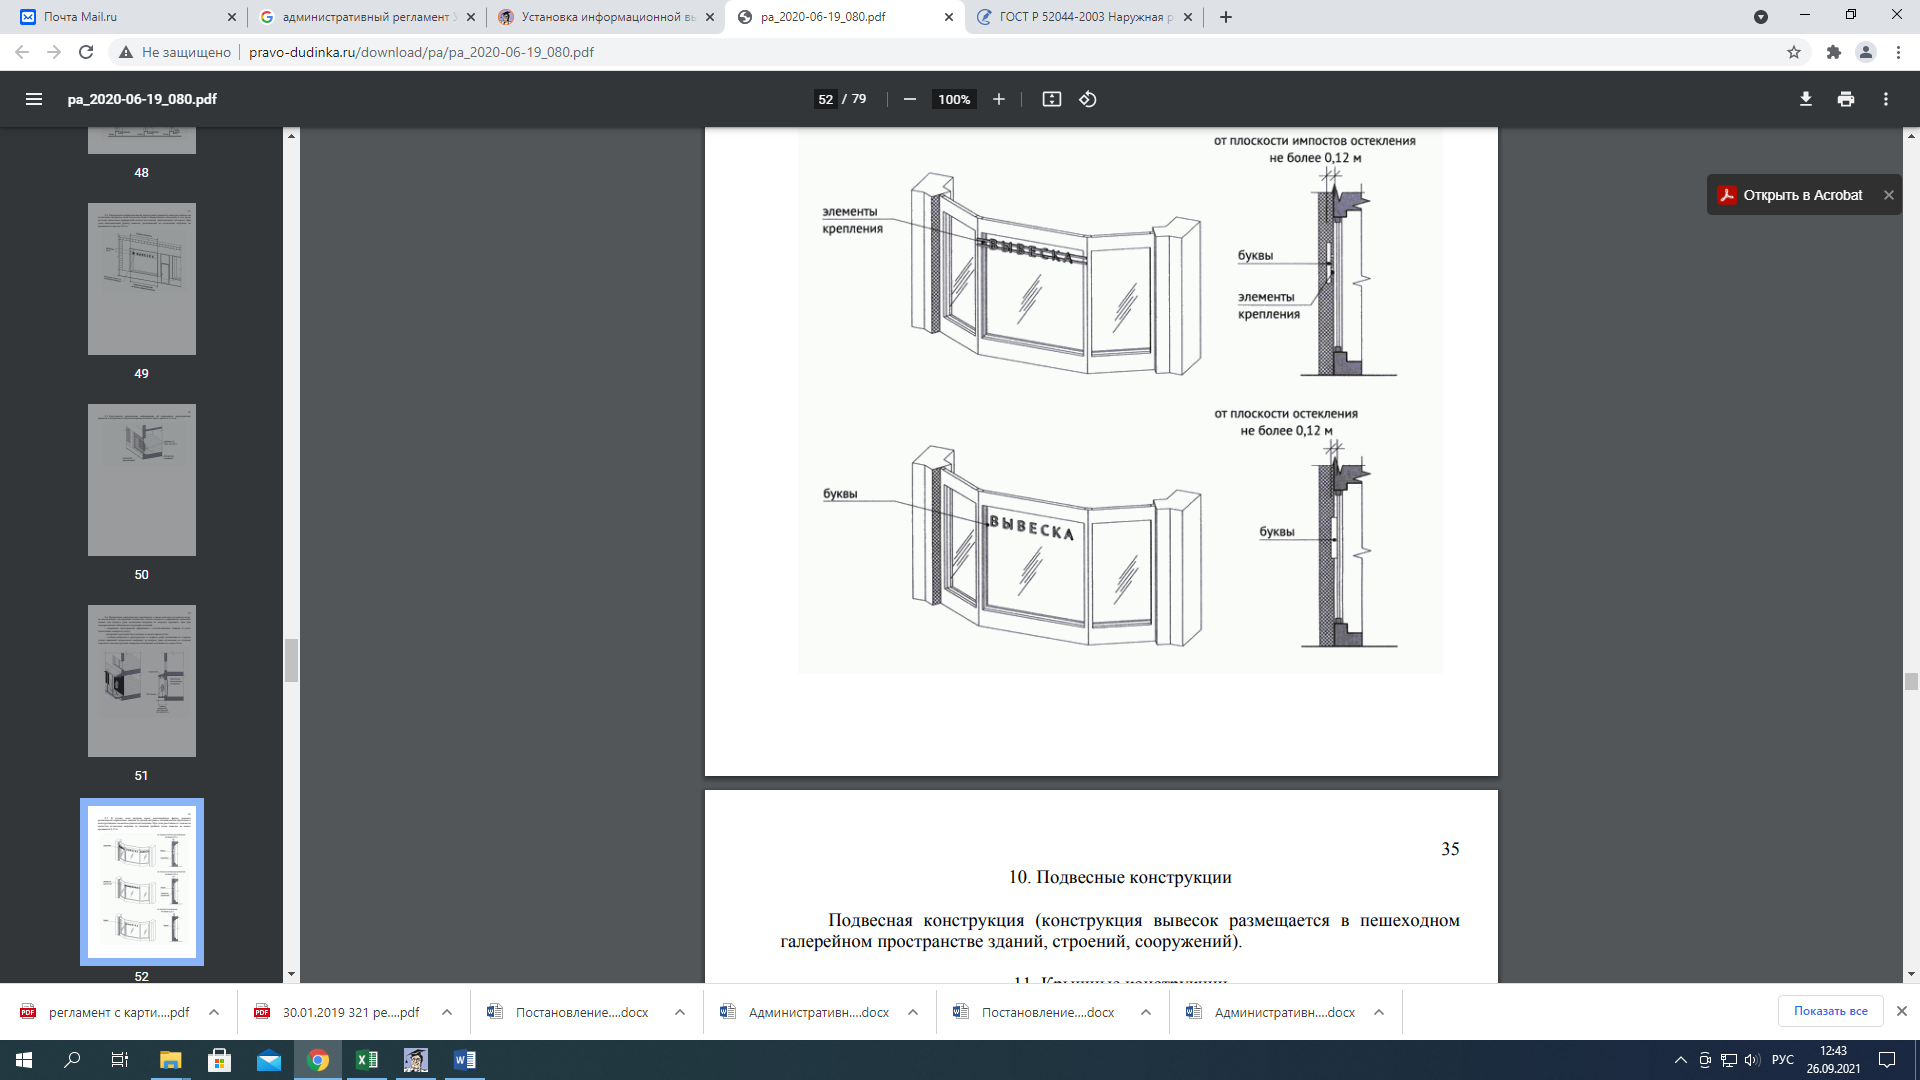 Почта Mail.ru
административный регламент
Установка информационной вы
pa_2020-06-19_080.pdf
ГОСТ Р 52044-2003 Наружная р
Не защищено
pravo-dudinka.ru/download/pa/pa_2020-06-19_080.pdf
pa_2020-06-19_080.pdf
52 / 79
100%
Открыть в Acrobat
48
49
50
51
52
от плоскости импостов остекления
не более 0,12 м
элементы
крепления
ВЫВЕСКА
буквы
элементы
крепления
от плоскости остекления
не более 0,12 м
буквы
ВЫВЕСКА
буквы
35
10. Подвесные конструкции
Подвесная конструкция (конструкция вывесок размещается в пешеходном
галерейном пространстве зданий, строений, сооружений).
11. Крышные конструкции
регламент с карти....pdf
30.01.2019 321 ре....pdf
Постановление....docx
Административн....docx
Постановление....docx
Административн....docx
Показать все
РУС
12:43
26.09.2021